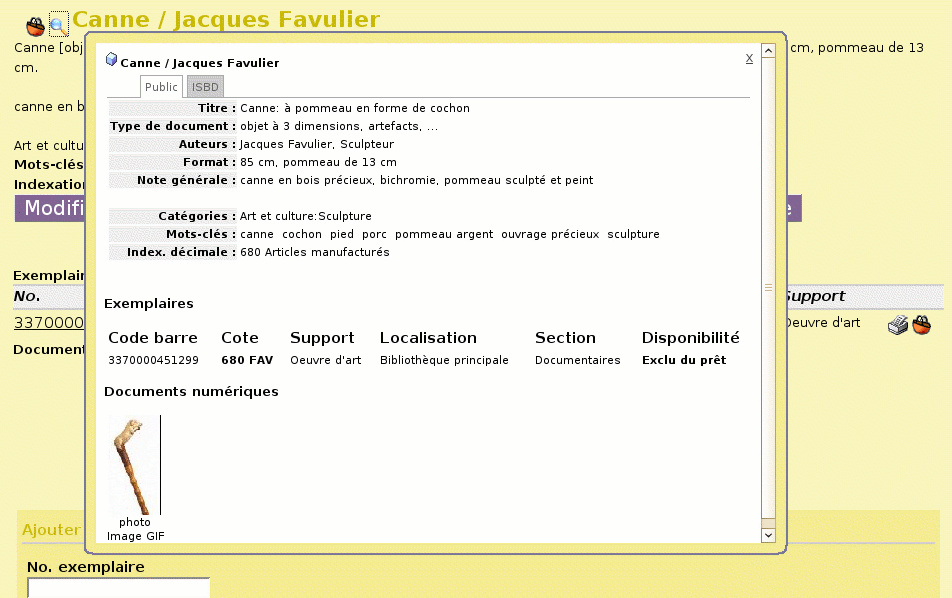 Canne / Jacques Favulier
Canne [obj
cm, pommeau de 13
cm.
canne en b
Art et cultu
Mots-clés
Indexation
Modifi
e
Exemplair
No.
Support
3370000
Oeuvre d'art
Document
Canne / Jacques Favulier
X
Public
ISBD
Titre : Canne: à pommeau en forme de cochon
Type de document : objet à 3 dimensions, artefacts, ...
Auteurs : Jacques Favulier, Sculpteur
Format : 85 cm, pommeau de 13 cm
Note générale : canne en bois précieux, bichromie, pommeau sculpté et peint
Catégories : Art et culture:Sculpture
Mots-clés : canne cochon pied porc pommeau argent ouvrage précieux sculpture
Index. décimale : 680 Articles manufacturés
Exemplaires
Code barre Cote Support Localisation Section Disponibilité
3370000451299 680 FAV Oeuvre d'art Bibliothèque principale Documentaires Exclu du prêt
Documents numériques
photo
Image GIF
Ajouter
No. exemplaire